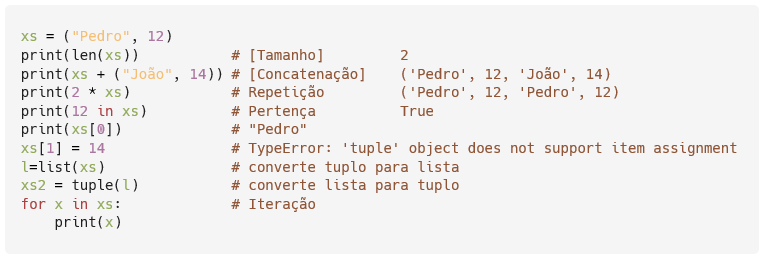 xs = ("Pedro", 12)
print(len(xs))           # [Tamanho]         2
print(xs + ("João", 14)) # [Concatenação]    ('Pedro', 12, 'João', 14)
print(2 * xs)            # Repetição         ('Pedro', 12, 'Pedro', 12)
print(12 in xs)          # Pertença          True
print(xs[0])             # "Pedro"
xs[1] = 14               # TypeError: 'tuple' object does not support item assignment
l=list(xs)               # converte tuplo para lista
xs2 = tuple(l)           # converte lista para tuplo
for x in xs:             # Iteração
    print(x)